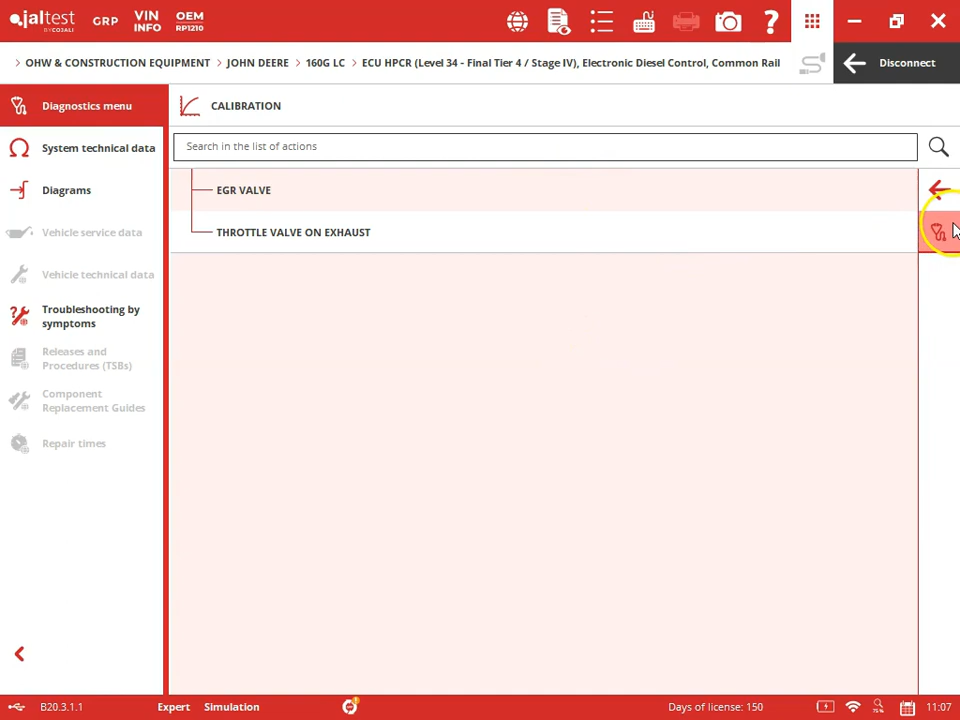 jaltest
BY COJALI
GRP
VIN
INFO
OEM
RP1210
?
> OHW & CONSTRUCTION EQUIPMENT > JOHN DEERE > 160G LC > ECU HPCR (Level 34 - Final Tier 4 / Stage IV), Electronic Diesel Control, Common Rail
Disconnect
Diagnostics menu
CALIBRATION
System technical data
Search in the list of actions
Diagrams
EGR VALVE
Vehicle service data
THROTTLE VALVE ON EXHAUST
Vehicle technical data
Troubleshooting by
symptoms
Releases and
Procedures (TSBs)
Component
Replacement Guides
Repair times
B20.3.1.1
Expert
Simulation
Days of license: 150
75%
11:07